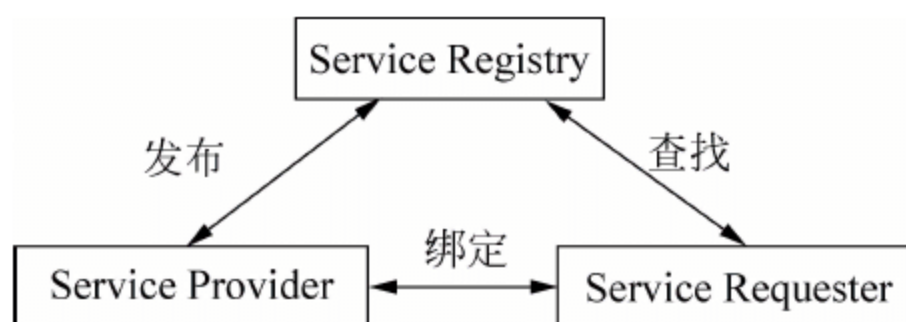 Service Registry
发布
查找
绑定
Service Provider
Service Requester